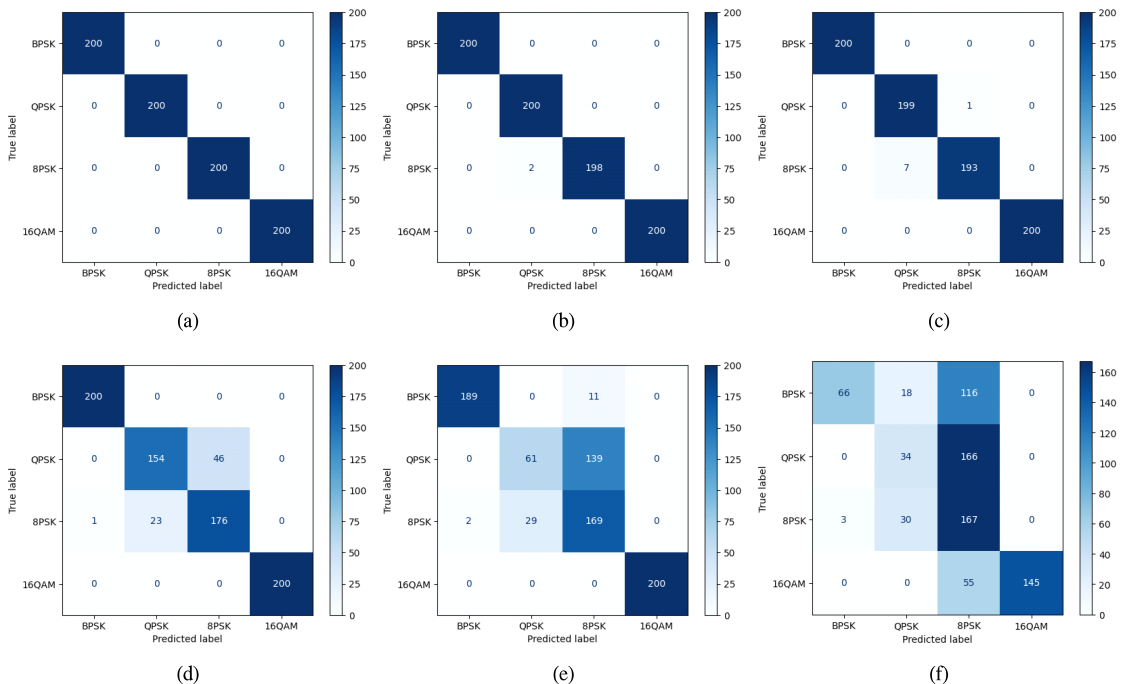 200
BPSK 200 0 0 0
175
150
QPSK 0 200 0 0
125
100
8PSK 0 0 200 0
75
50
16QAM 0 0 0 200
25
0
BPSK QPSK 8PSK 16QAM
Predicted label
True label
(a)
200
BPSK 200 0 0 0
175
150
QPSK 0 200 0 0
125
100
8PSK 0 2 198 0
75
50
16QAM 0 0 0 200
25
0
BPSK QPSK 8PSK 16QAM
Predicted label
True label
(b)
200
BPSK 200 0 0 0
175
150
QPSK 0 199 1 0
125
100
8PSK 0 7 193 0
75
50
16QAM 0 0 0 200
25
0
BPSK QPSK 8PSK 16QAM
Predicted label
True label
(c)
200
BPSK 200 0 0 0
175
150
QPSK 0 154 46 0
125
100
8PSK 1 23 176 0
75
50
16QAM 0 0 0 200
25
0
BPSK QPSK 8PSK 16QAM
Predicted label
True label
(d)
200
BPSK 189 0 11 0
175
150
QPSK 0 61 139 0
125
100
8PSK 2 29 169 0
75
50
16QAM 0 0 0 200
25
0
BPSK QPSK 8PSK 16QAM
Predicted label
True label
(e)
160
BPSK 66 18 116 0
140
120
QPSK 0 34 166 0
100
80
8PSK 3 30 167 0
60
40
16QAM 0 0 55 145
20
0
BPSK QPSK 8PSK 16QAM
Predicted label
True label
(f)